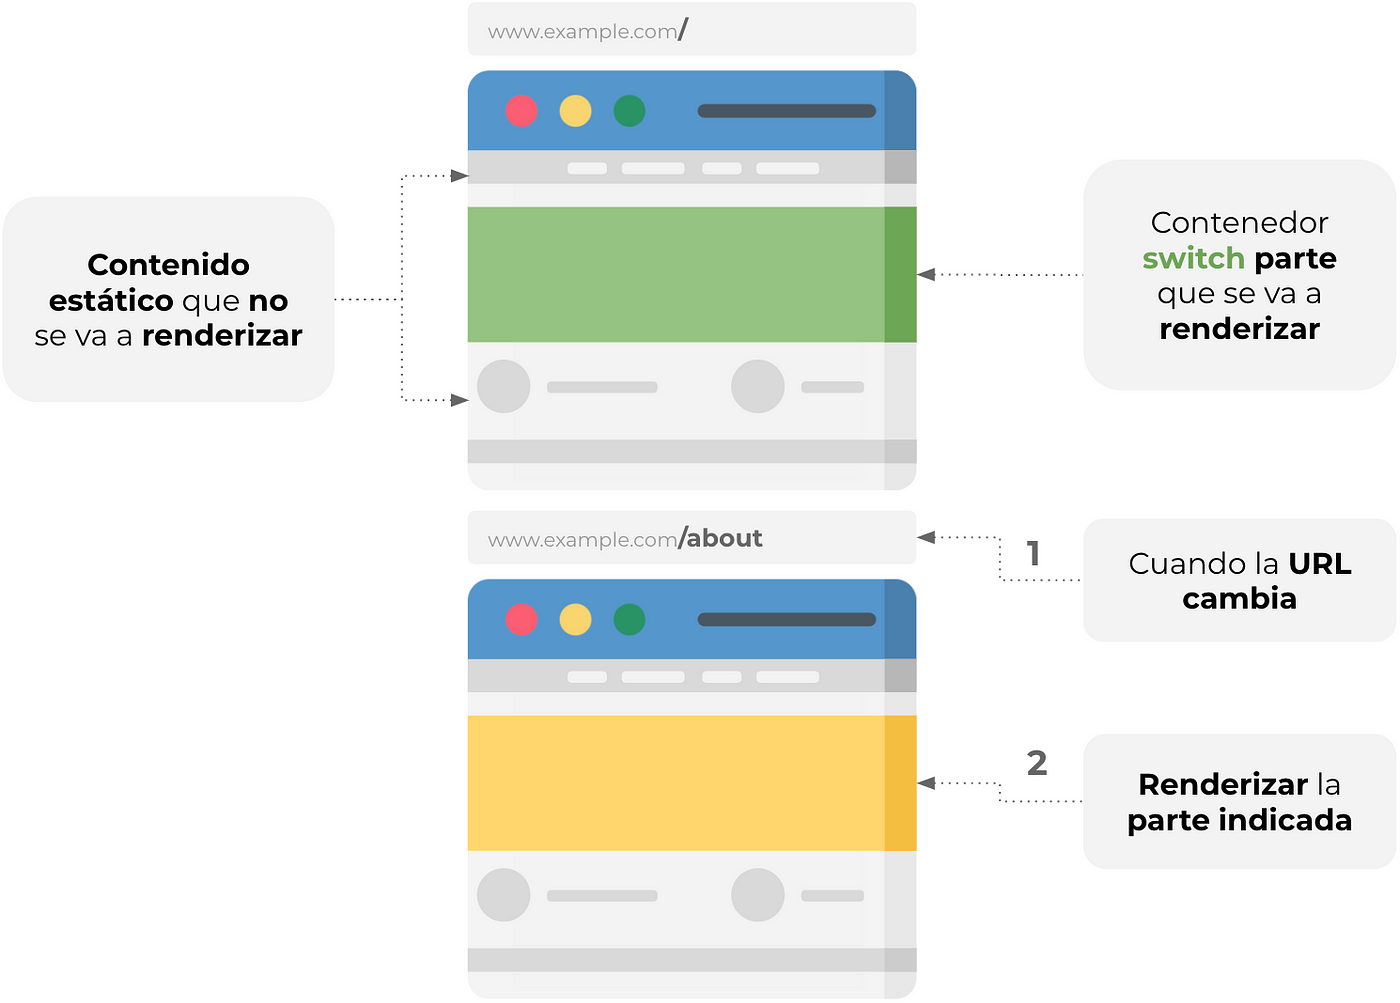 www.example.com/
Contenido
estático que no
se va a renderizar
Contenedor
switch parte
que se va a
renderizar
www.example.com/about
1
Cuando la URL
cambia
2
Renderizar la
parte indicada